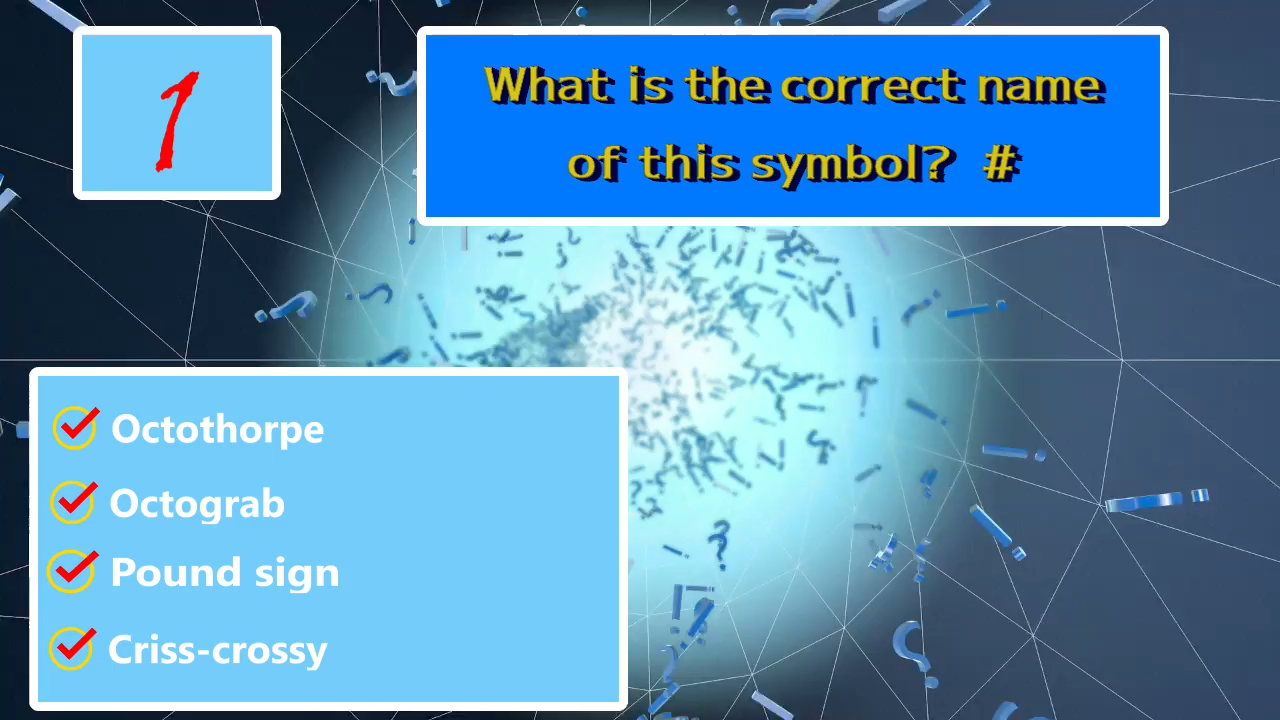 1
What is the correct name
of this symbol? #
Octothorpe
Octograb
Pound sign
Criss-crossy